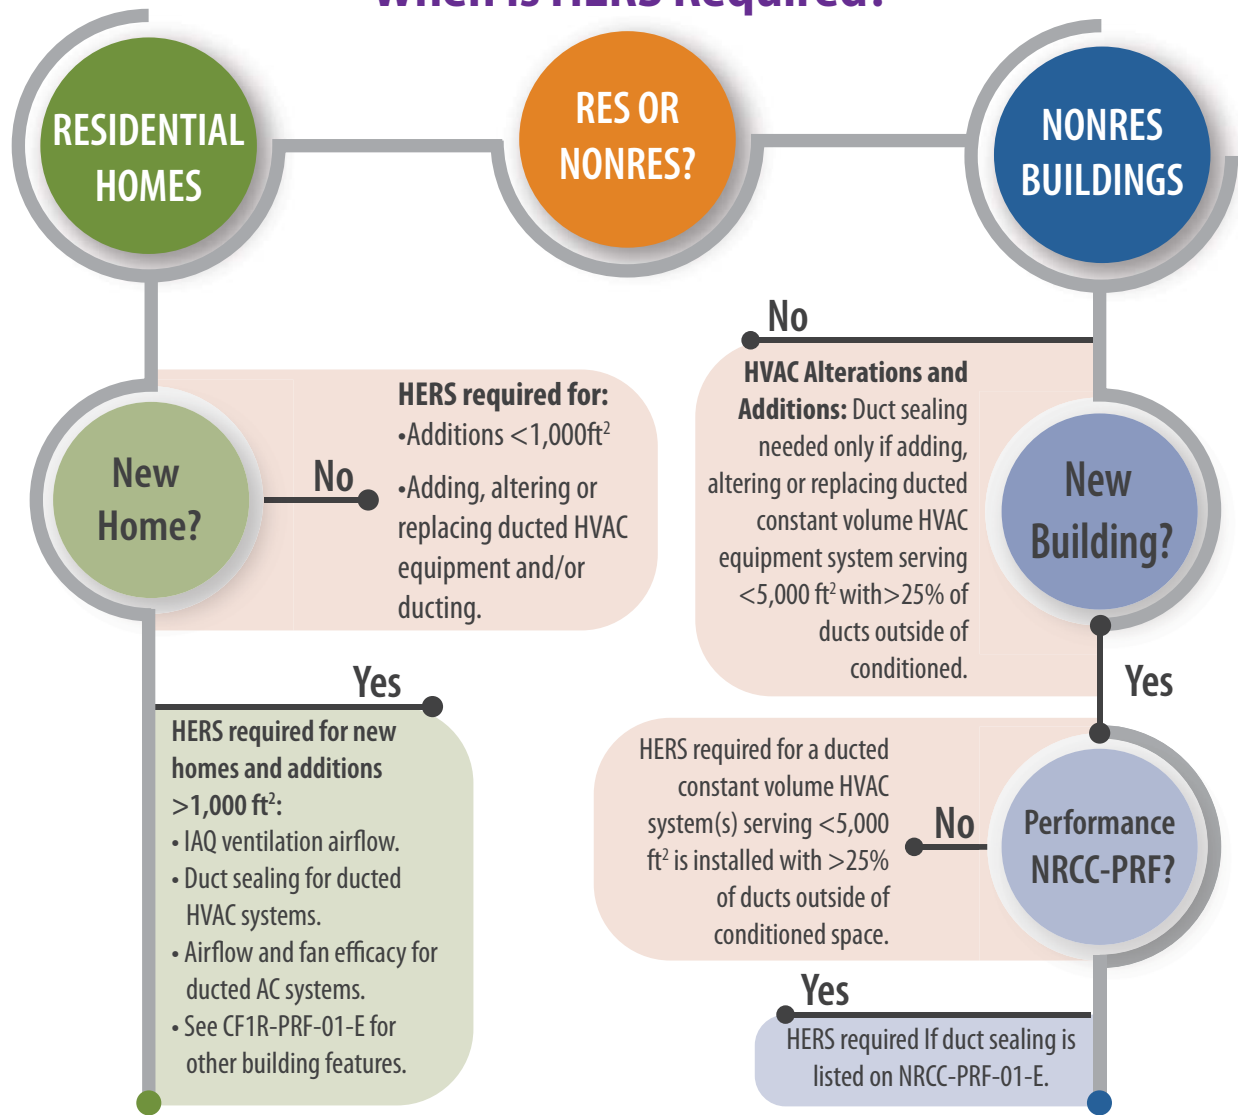 When is HERS Required?
RESIDENTIAL
HOMES
RES OR
NONRES?
NONRES
BUILDINGS
New
Home?
No
HERS required for:
•Additions <1,000ft²
•Adding, altering or
replacing ducted HVAC
equipment and/or
ducting.
Yes
HERS required for new
homes and additions
>1,000 ft²:
• IAQ ventilation airflow.
• Duct sealing for ducted
HVAC systems.
• Airflow and fan efficacy for
ducted AC systems.
• See CF1R-PRF-01-E for
other building features.
No
HVAC Alterations and
Additions: Duct sealing
needed only if adding,
altering or replacing ducted
constant volume HVAC
equipment system serving
<5,000 ft² with>25% of
ducts outside of
conditioned.
New
Building?
Yes
Performance
NRCC-PRF?
No
HERS required for a ducted
constant volume HVAC
system(s) serving <5,000
ft² is installed with >25%
of ducts outside of
conditioned space.
Yes
HERS required If duct sealing is
listed on NRCC-PRF-01-E.